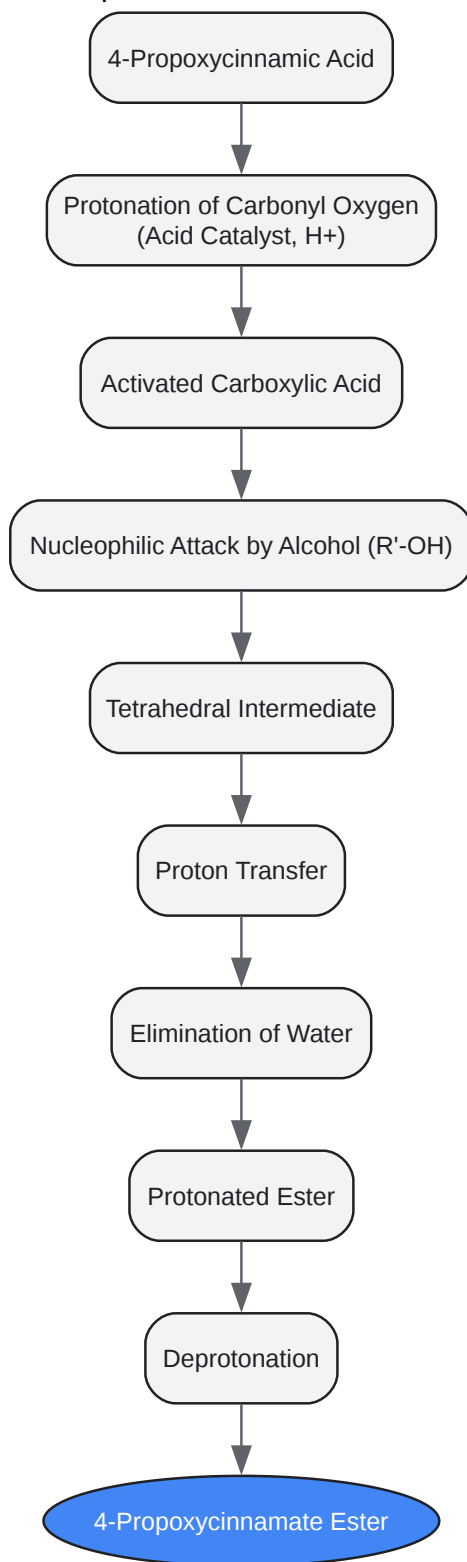 4-Propoxycinnamic Acid
Protonation of Carbonyl Oxygen
(Acid Catalyst, H+)
Activated Carboxylic Acid
Nucleophilic Attack by Alcohol (R'-OH)
Tetrahedral Intermediate
Proton Transfer
Elimination of Water
Protonated Ester
Deprotonation
4-Propoxycinnamate Ester